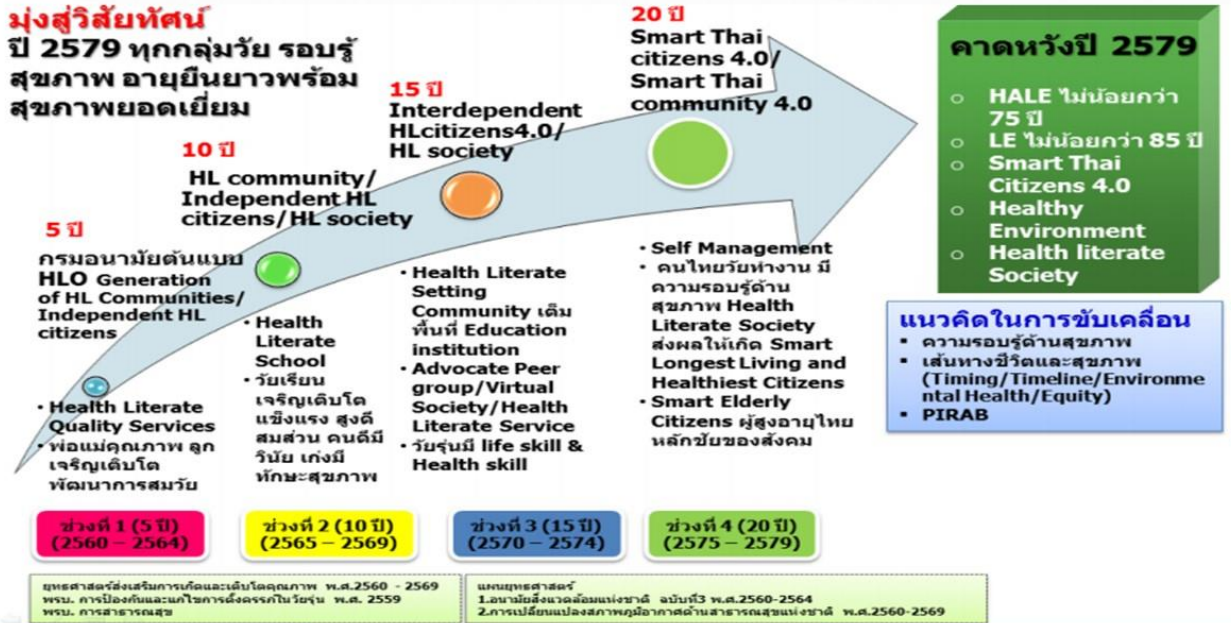 มุ่งสู่วิสัยทัศน์
ปี 2579 ทุกกลุ่มวัย รอบรู้
สุขภาพ อายุยืนยาวพร้อม
สุขภาพยอดเยี่ยม
5 ปี
กรมอนามัยต้นแบบ
HLO Generation
of HL Communities/
Independent HL
citizens
• Health Literate
Quality Services
• พ่อแม่คุณภาพ ลูก
เจริญเติบโต
พัฒนาการสมวัย
10 ปี
HL community/
Independent HL
citizens/HL society
• Health
Literate
School
• วัยเรียน
เจริญเติบโต
แข็งแรง สูงดี
สมส่วน คนดีมี
วินัย เก่งมี
ทักษะสุขภาพ
15 ปี
Interdependent
HLcitizens4.0/
HL society
• Health Literate
Setting
Community เต็ม
พื้นที่ Education
institution
• Advocate Peer
group/Virtual
Society/Health
Literate Service
• วัยรุ่นมี life skill &
Health skill
20 ปี
Smart Thai
citizens 4.0/
Smart Thai
community 4.0
• Self Management
• คนไทยวัยทำงาน มี
ความรอบรู้ด้าน
สุขภาพ Health
Literate Society
ส่งผลให้เกิด Smart
Longest Living and
Healthiest Citizens
• Smart Elderly
Citizens ผู้สูงอายุไทย
หลักชัยของสังคม
คาดหวังปี 2579
o HALE ไม่น้อยกว่า
75 ปี
o LE ไม่น้อยกว่า 85 ปี
o Smart Thai
Citizens 4.0
o Healthy
Environment
o Health literate
Society
แนวคิดในการขับเคลื่อน
▪ ความรอบรู้ด้านสุขภาพ
▪ เส้นทางชีวิตและสุขภาพ
(Timing/Timeline/Environme
ntal Health/Equity)
▪ PIRAB
ช่วงที่ 1 (5 ปี)
(2560 – 2564)
ช่วงที่ 2 (10 ปี)
(2565 – 2569)
ช่วงที่ 3 (15 ปี)
(2570 – 2574)
ช่วงที่ 4 (20 ปี)
(2575 – 2579)
ยุทธศาสตร์ส่งเสริมการเกิดและเติบโตคุณภาพ พ.ศ.2560 - 2569
พรบ. การป้องกันและแก้ไขการตั้งครรภ์ในวัยรุ่น พ.ศ. 2559
พรบ. การสาธารณสุข
แผนยุทธศาสตร์
1.อนามัยสิ่งแวดล้อมแห่งชาติ ฉบับที่3 พ.ศ.2560-2564
2.การเปลี่ยนแปลงสภาพภูมิอากาศด้านสาธารณสุขแห่งชาติ พ.ศ.2560-2569